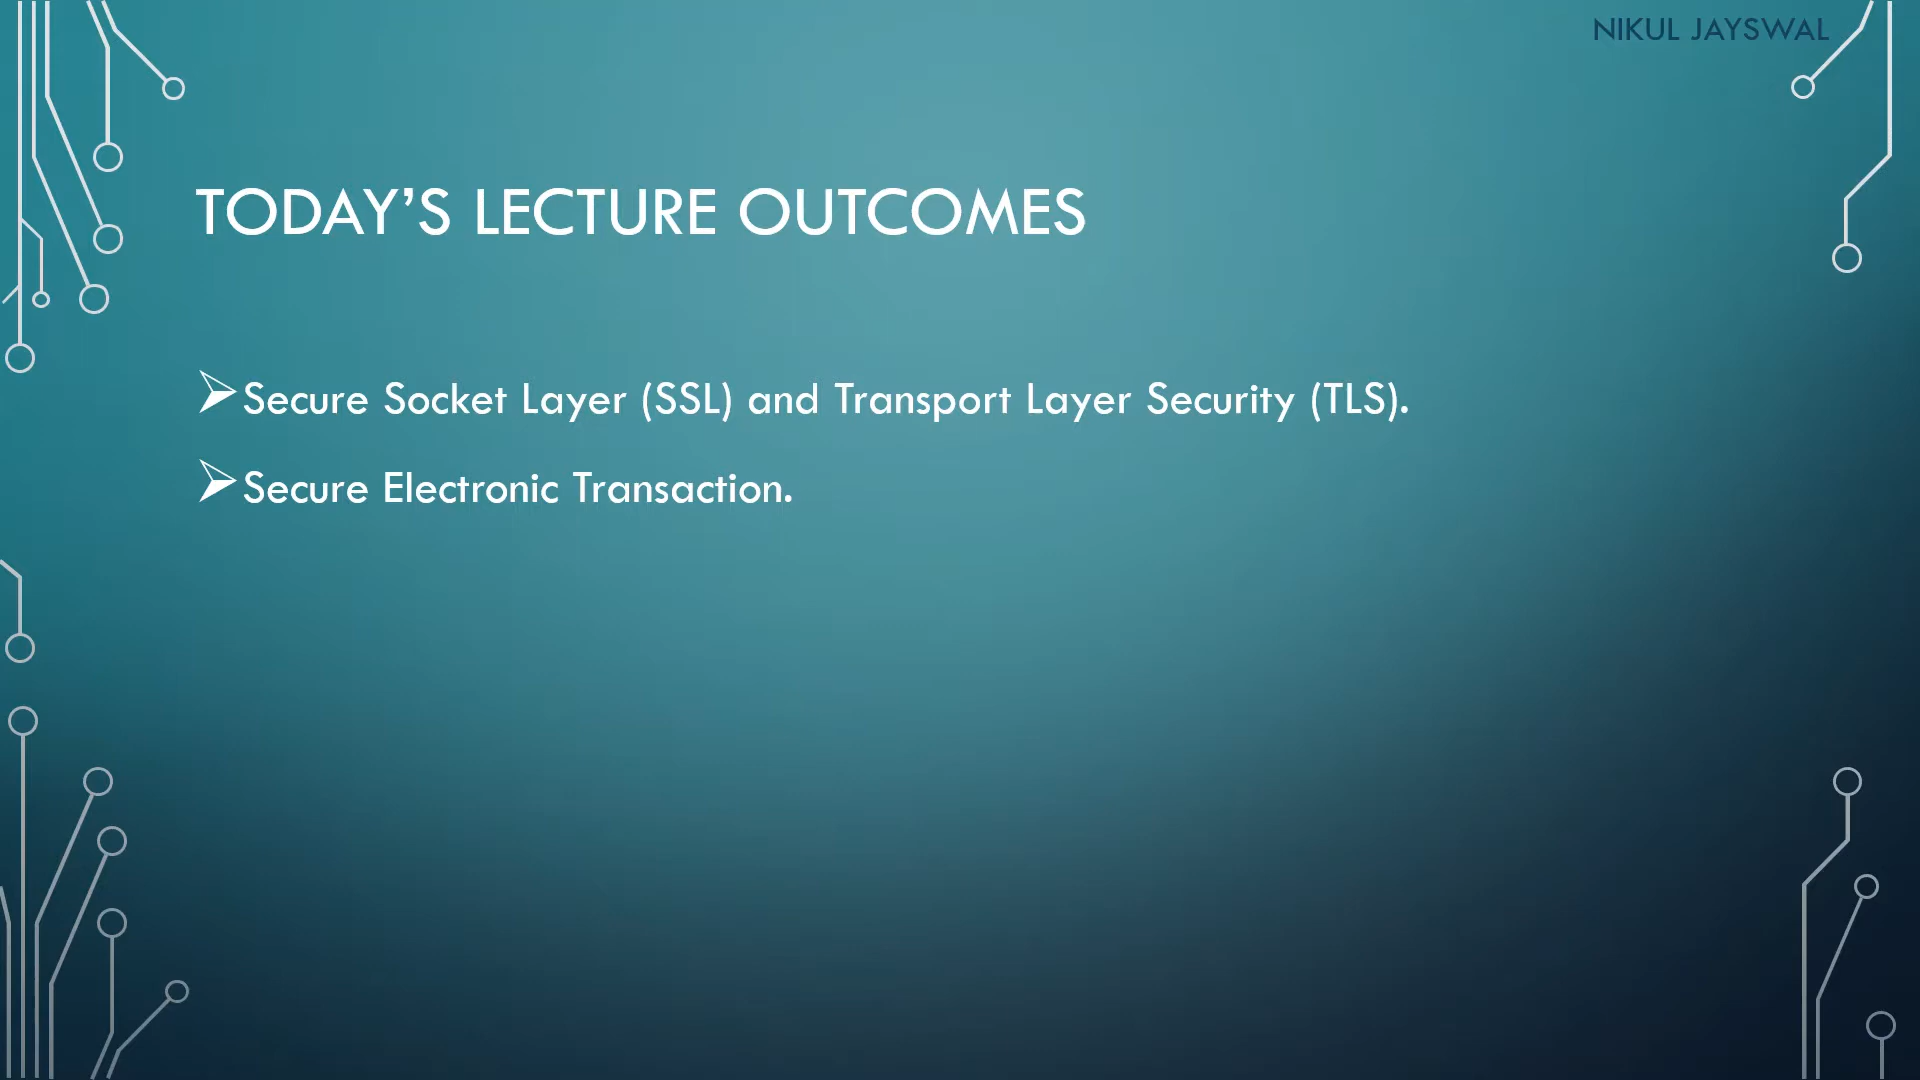 NIKUL JAYSWAL
TODAY’S LECTURE OUTCOMES
➢Secure Socket Layer (SSL) and Transport Layer Security (TLS).
➢Secure Electronic Transaction.